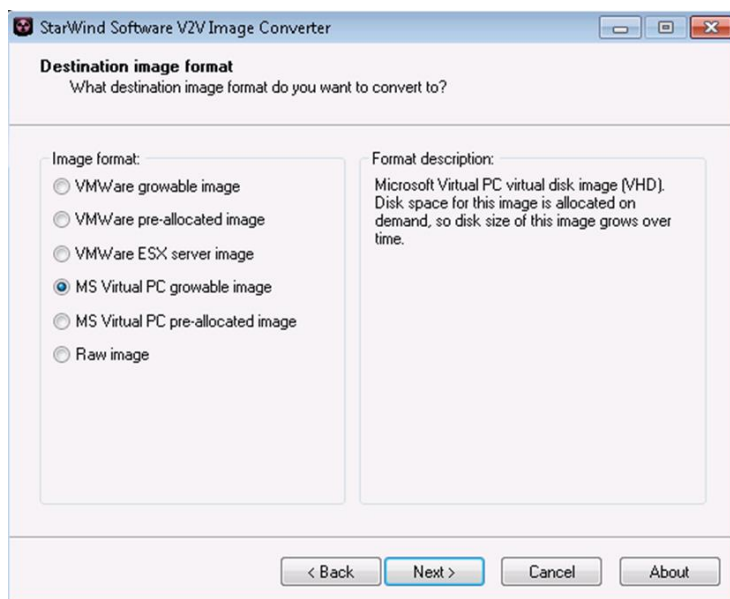 StarWind Software V2V Image Converter
Destination image format
What destination image format do you want to convert to?
Image format:
VMWare growable image
VMWare pre-allocated image
VMWare ESX server image
MS Virtual PC growable image
MS Virtual PC pre-allocated image
Raw image
Format description:
Microsoft Virtual PC virtual disk image (VHD).
Disk space for this image is allocated on
demand, so disk size of this image grows over
time.
< Back
Next >
Cancel
About